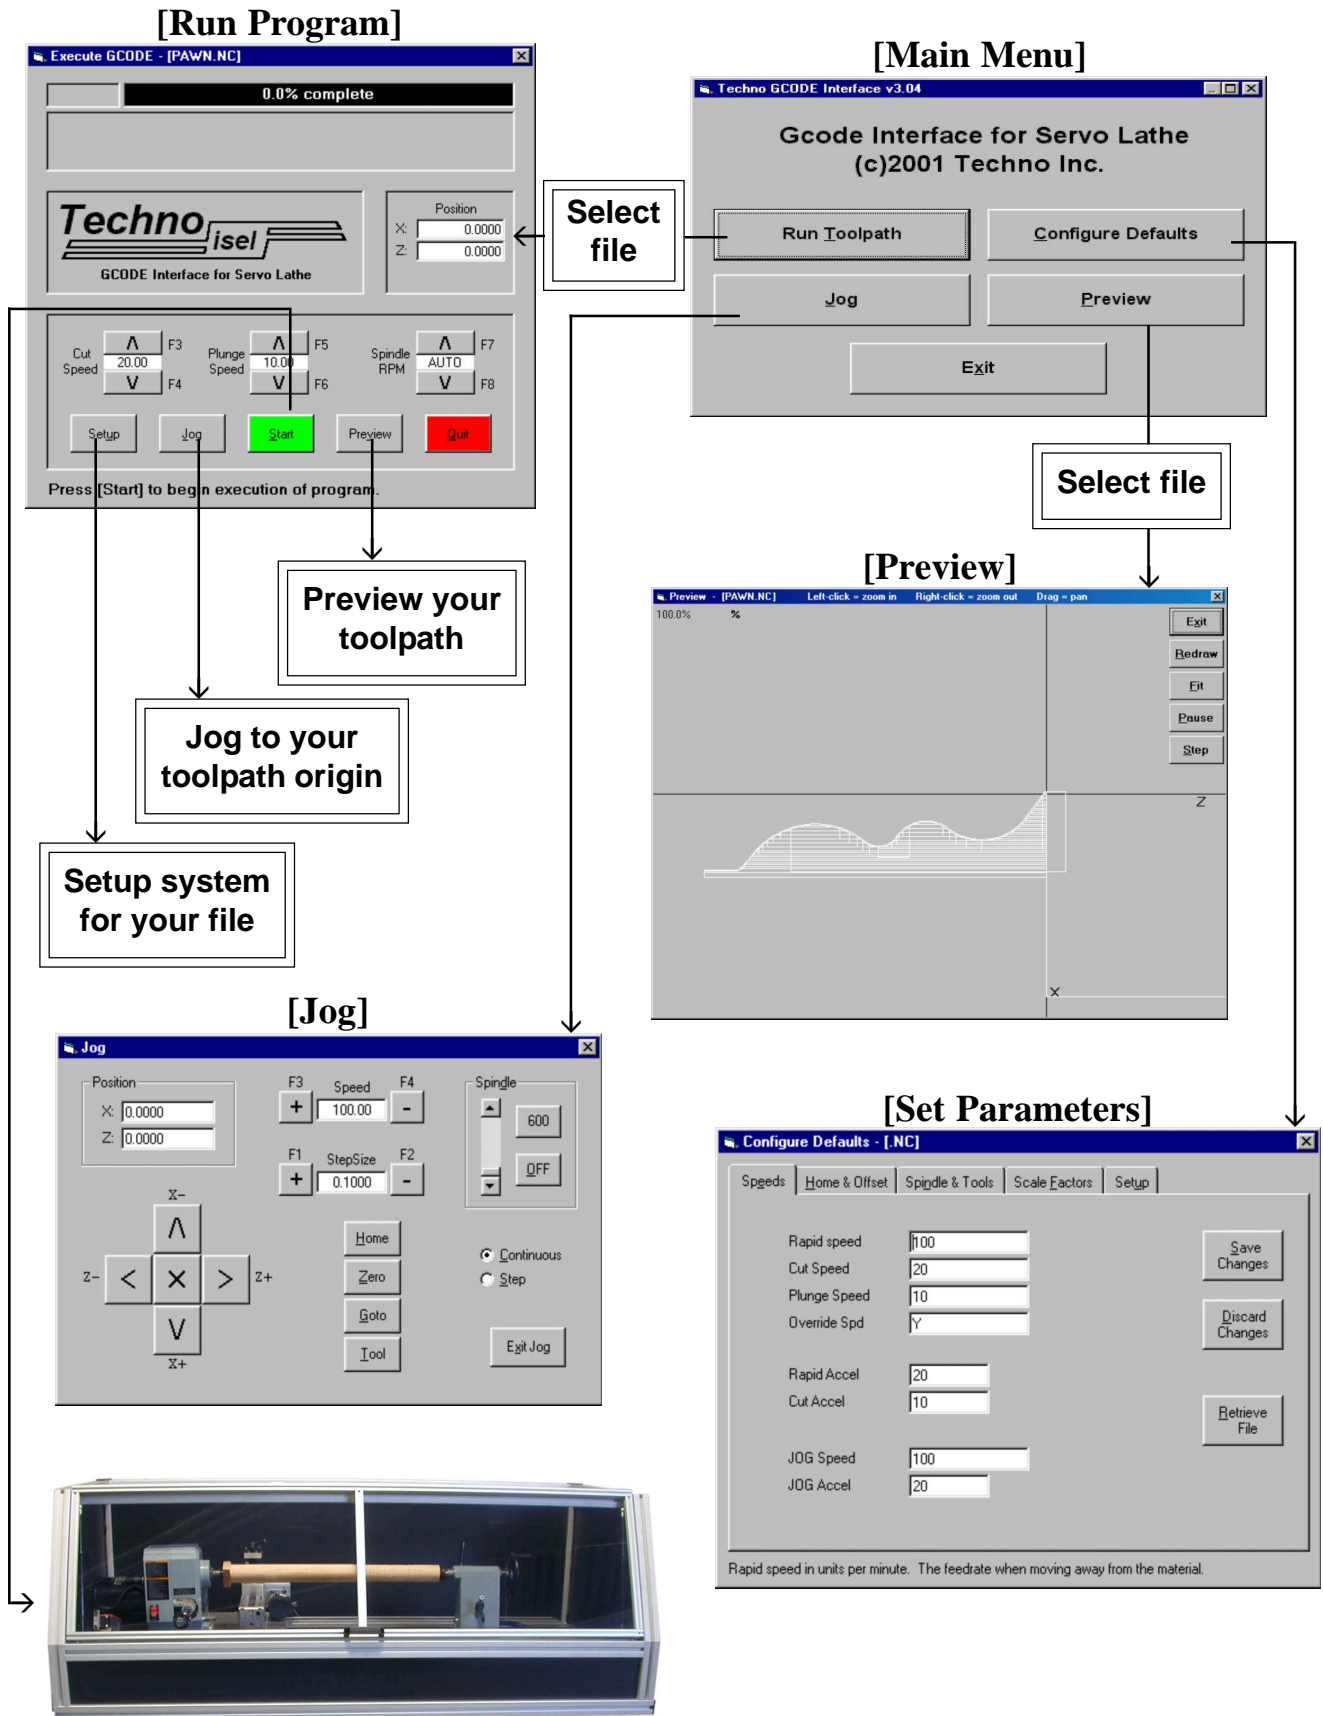 [Run Program]
Execute GCODE - [PAWN.NC]
0.0% complete
Techno
isel
GCODE Interface for Servo Lathe
Position
X: 0.0000
Z: 0.0000
Cut Speed 20.00 F3 F4
Plunge Speed 10.00 F5 F6
Spindle RPM AUTO F7 F8
Setup Jog Start Preview Quit
Press [Start] to begin execution of program.
[Main Menu]
Techno GCODE Interface v3.04
Gcode Interface for Servo Lathe
(c)2001 Techno Inc.
Run Toolpath
Configure Defaults
Jog
Preview
Exit
Select
file
Select file
Preview your
toolpath
Jog to your
toolpath origin
Setup system
for your file
[Preview]
Preview - [PAWN.NC] Left-click = zoom in Right-click = zoom out Drag = pan
100.0% %
Exit
Redraw
Fit
Pause
Step
Z
X
[Jog]
Jog
Position
X: 0.0000
Z: 0.0000
F3 Speed F4
+ 100.00 -
F1 StepSize F2
+ 0.1000 -
Spindle
600
OFF
X-
Z- < X > Z+
X+
Home
Zero
Goto
Tool
Continuous
Step
Exit Jog
[Set Parameters]
Configure Defaults - [.NC]
Speeds Home & Offset Spindle & Tools Scale Factors Setup
Rapid speed 100
Cut Speed 20
Plunge Speed 10
Override Spd Y
Rapid Accel 20
Cut Accel 10
JOG Speed 100
JOG Accel 20
Save
Changes
Discard
Changes
Retrieve
File
Rapid speed in units per minute. The feedrate when moving away from the material.